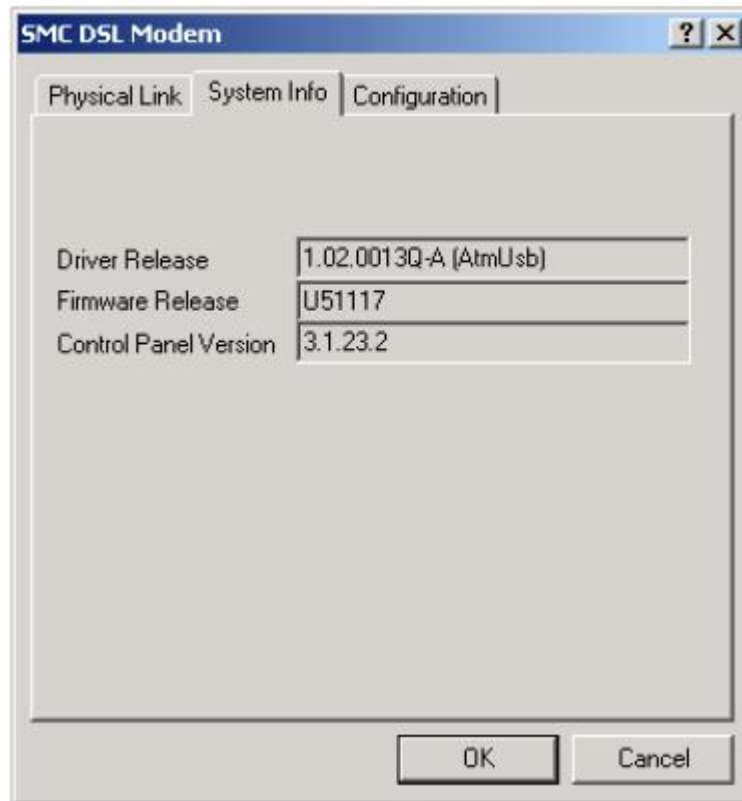 SMC DSL Modem
Physical Link System Info Configuration
Driver Release 1.02.0013Q-A (AtmUsb)
Firmware Release U51117
Control Panel Version 3.1.23.2
OK Cancel